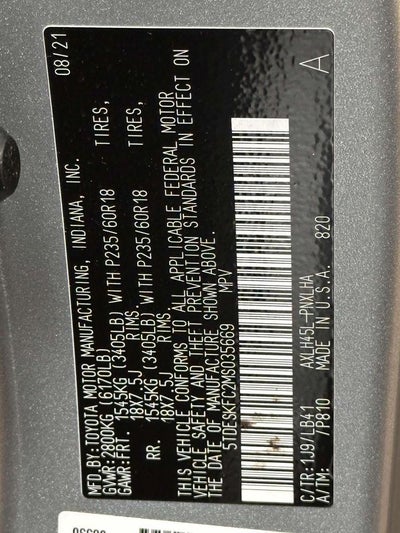 MFD.BY:TOYOTA MOTOR MANUFACTURING, INDIANA, INC. 08/21
GVWR:2800KG (6170LB)
GAWR:FRT. 1545KG (3405LB) WITH P235/60R18 TIRES,
18X7.5J RIMS,
RR. 1545KG (3405LB) WITH P235/60R18 TIRES,
18X7.5J RIMS.
THIS VEHICLE CONFORMS TO ALL APPLICABLE FEDERAL MOTOR
VEHICLE SAFETY AND THEFT PREVENTION STANDARDS IN EFFECT ON
THE DATE OF MANUFACTURE SHOWN ABOVE.
5TDESKFC2MS035669 MPV
C/TR:1J9/LB41 AXLH45L-PNXLHA A
/P810 MADE IN U.S.A. 820